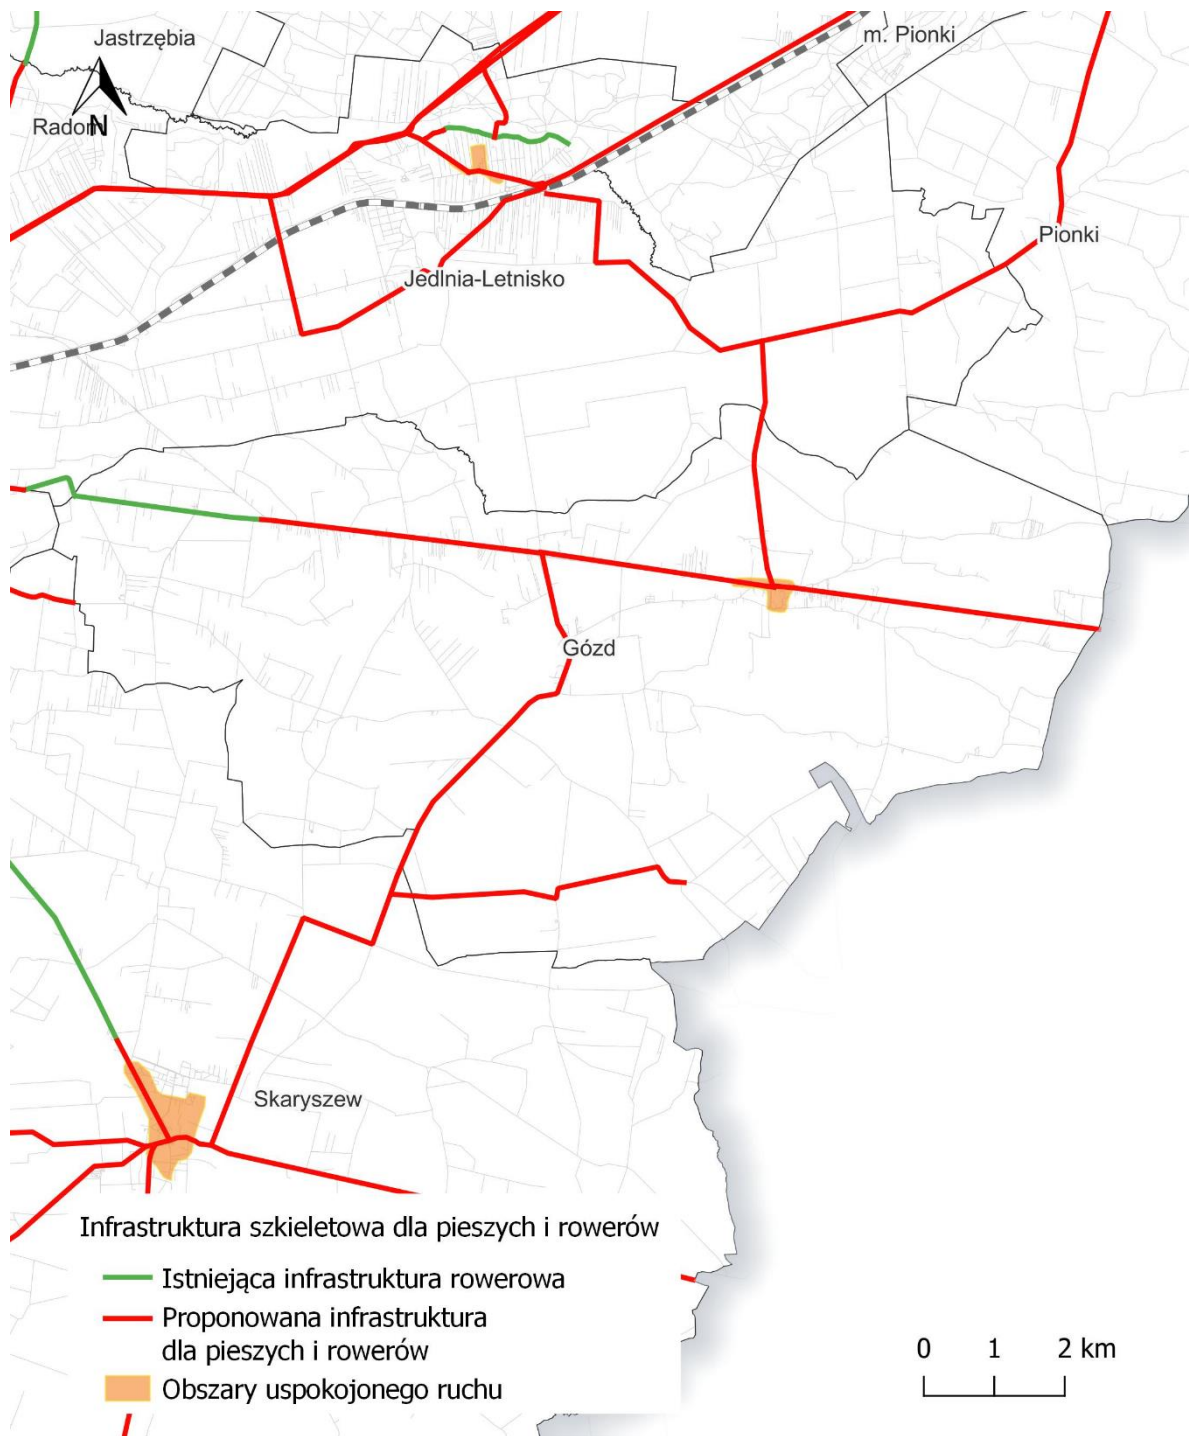 Jastrzębia
m. Pionki
Radom
N
Pionki
Jedlnia-Letnisko
Gózd
Skaryszew
Infrastruktura szkieletowa dla pieszych i rowerów
Istniejąca infrastruktura rowerowa
Proponowana infrastruktura
dla pieszych i rowerów
Obszary uspokojonego ruchu
0 1 2 km